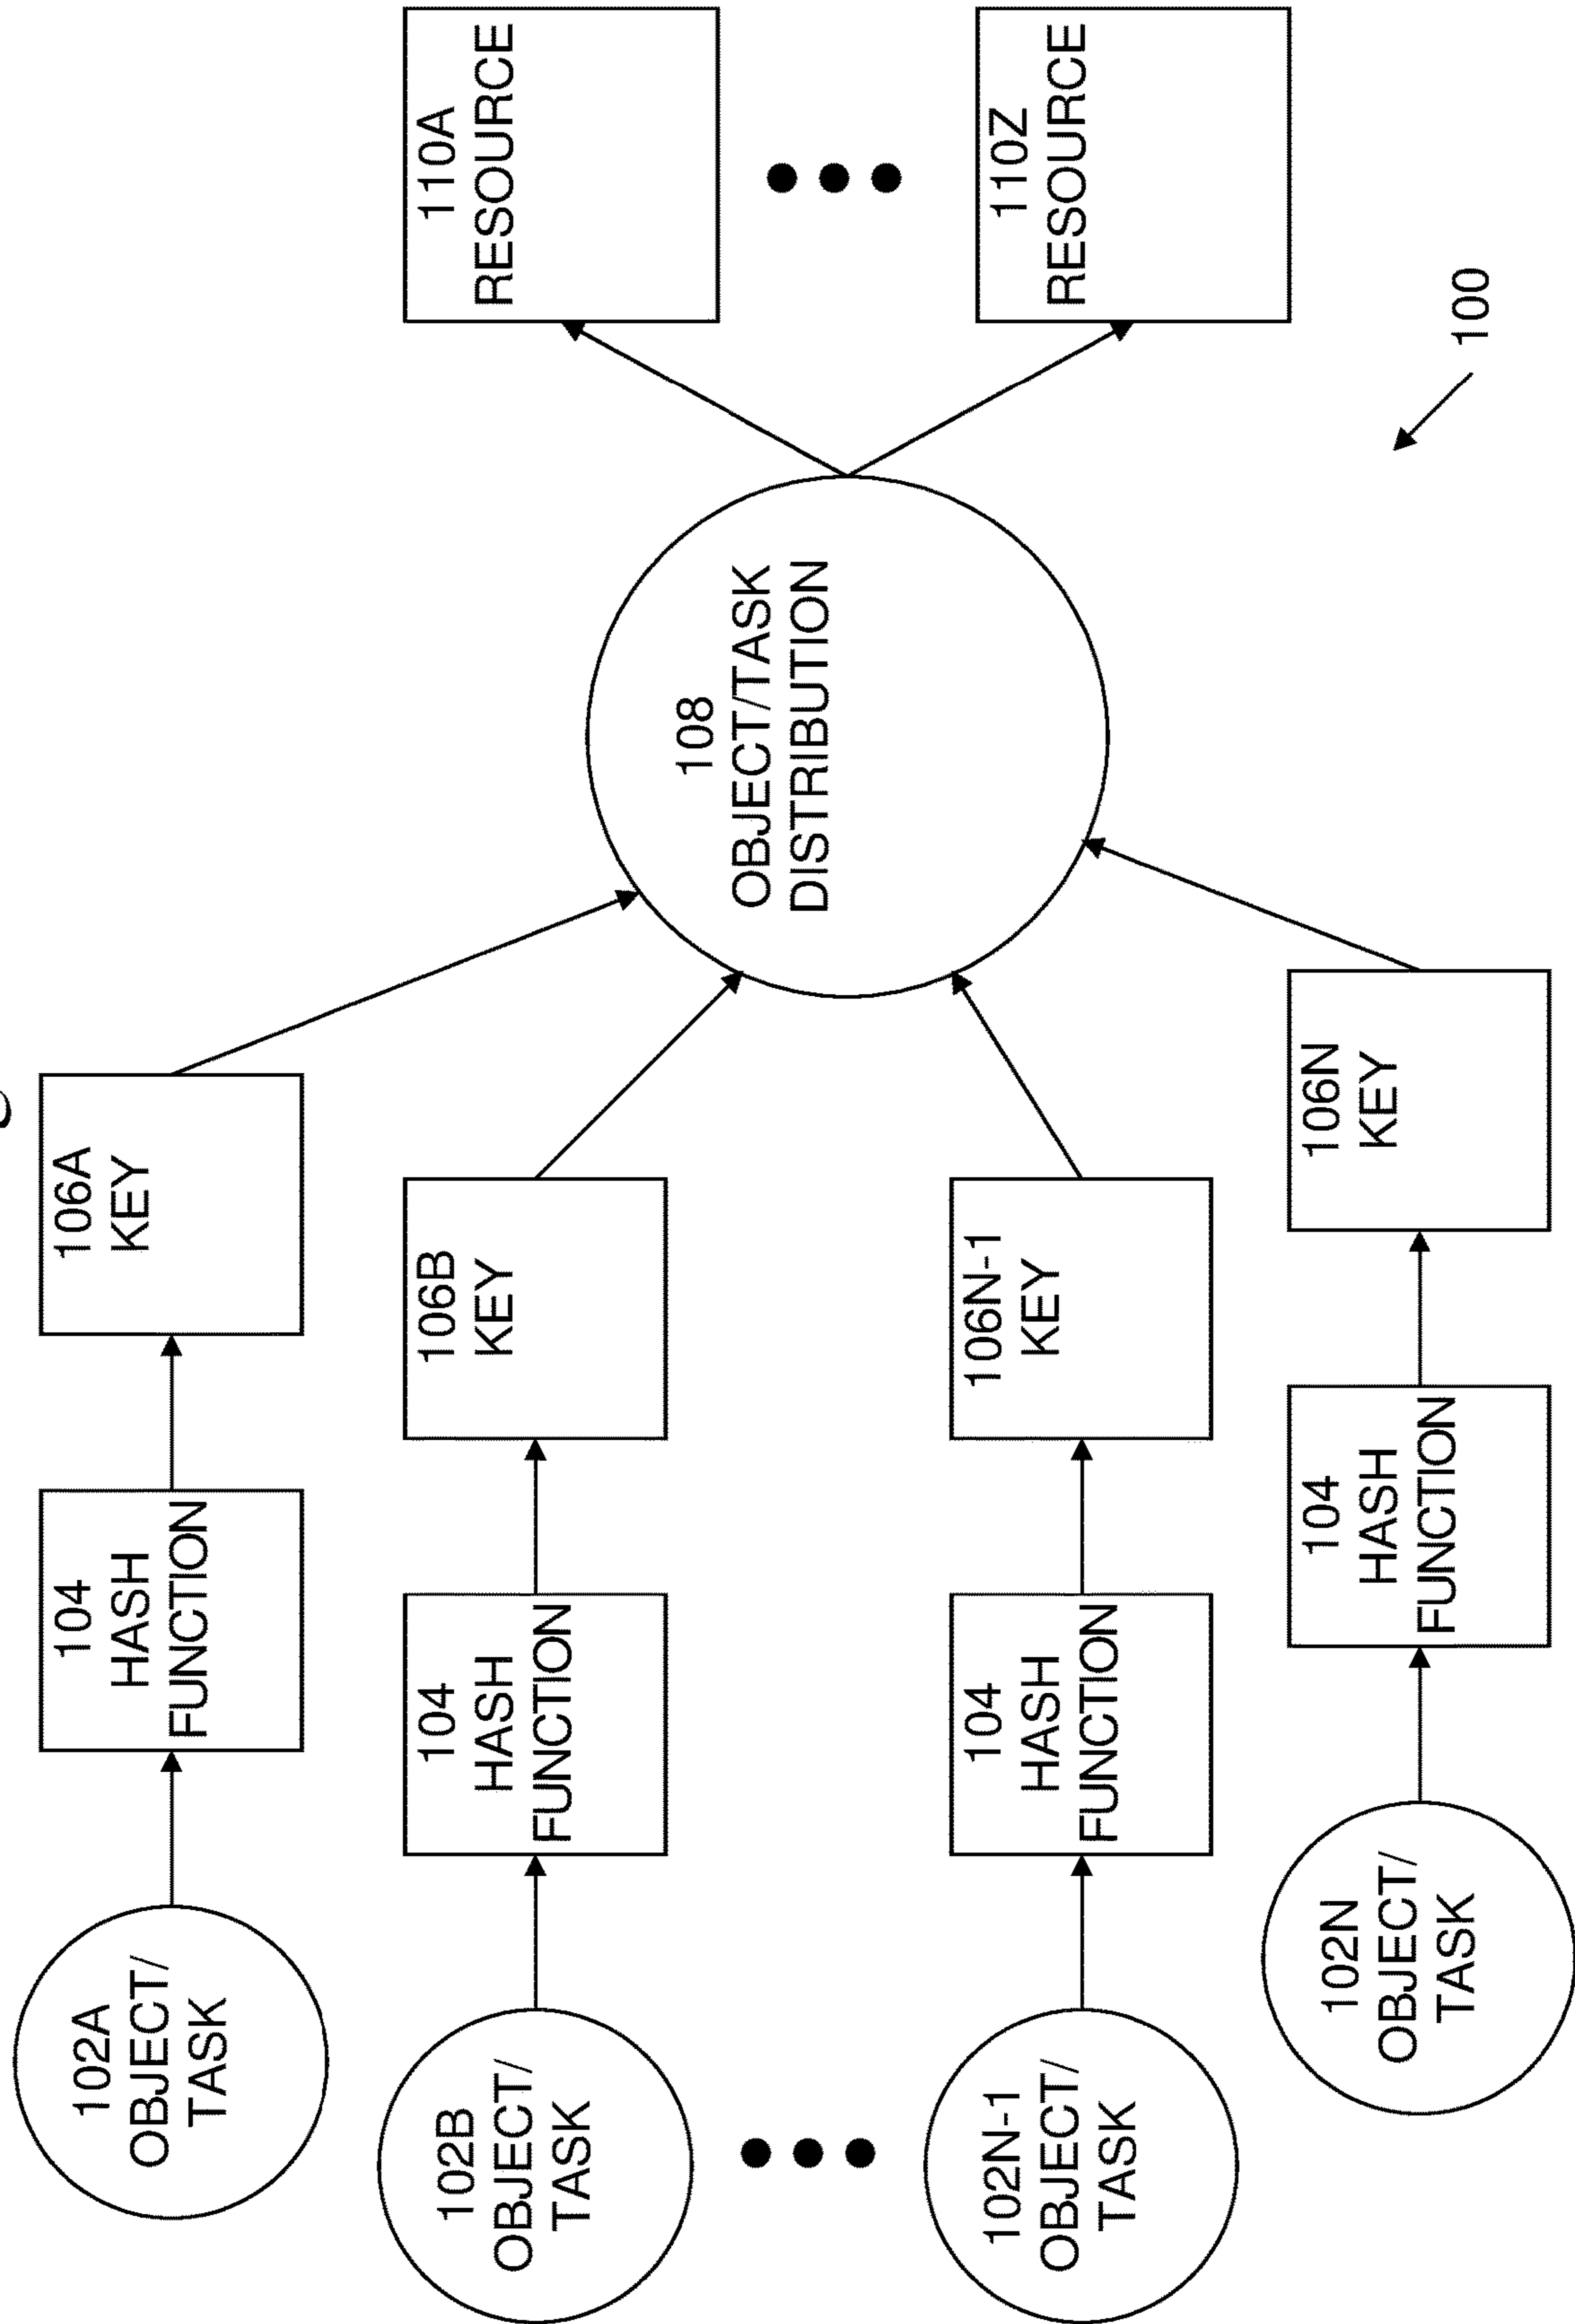 102A
OBJECT/
TASK
104
HASH
FUNCTION
106A
KEY
102B
OBJECT/
TASK
104
HASH
FUNCTION
106B
KEY
102N-1
OBJECT/
TASK
104
HASH
FUNCTION
106N-1
KEY
102N
OBJECT/
TASK
104
HASH
FUNCTION
106N
KEY
108
OBJECT/TASK
DISTRIBUTION
110A
RESOURCE
110Z
RESOURCE
100